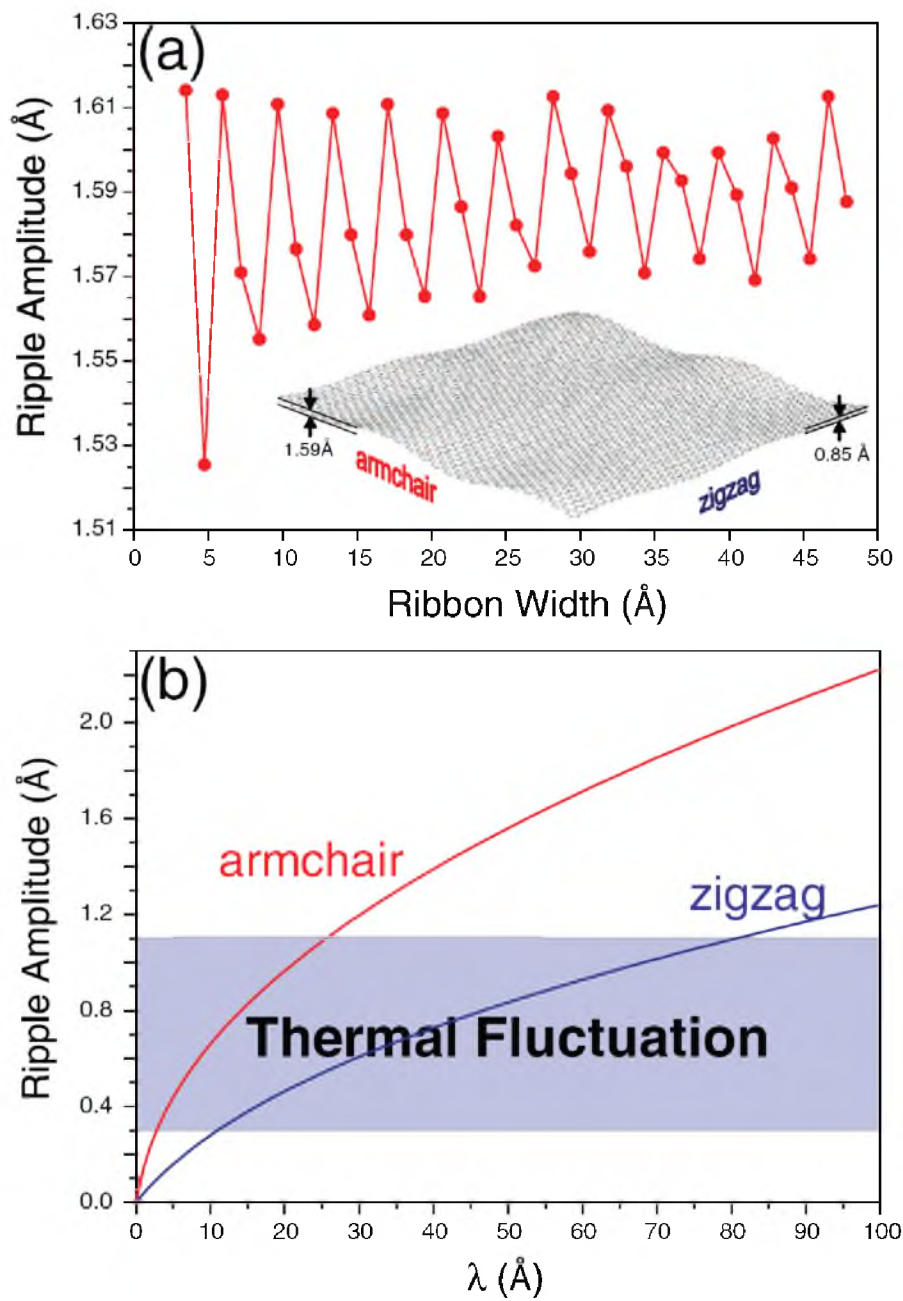 (a)
Ripple Amplitude (Å)
1.63
1.61
1.59
1.57
1.55
1.53
1.51
1.59Å
armchair
zigzag
0.85 Å
0 5 10 15 20 25 30 35 40 45 50
Ribbon Width (Å)
(b)
Ripple Amplitude (Å)
2.0
1.6
1.2
0.8
0.4
0.0
armchair
zigzag
Thermal Fluctuation
0 10 20 30 40 50 60 70 80 90 100
λ (Å)